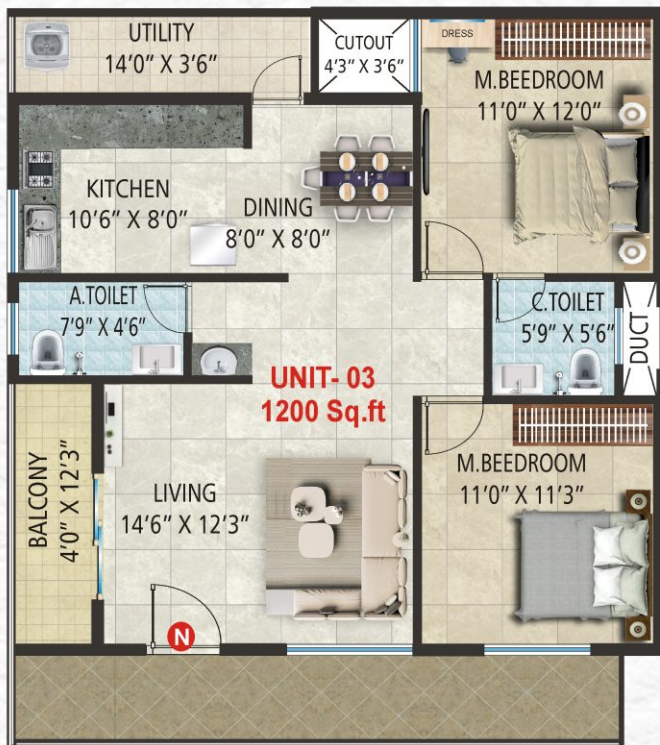 UTILITY
14'0" X 3'6"
CUTOUT
4'3" X 3'6"
DRESS
M.BEEDROOM
11'0" X 12'0"
KITCHEN
10'6" X 8'0"
DINING
8'0" X 8'0"
A.TOILET
7'9" X 4'6"
C.TOILET
5'9" X 5'6"
DUCT
UNIT- 03
1200 Sq.ft
BALCONY
4'0" X 12'3"
LIVING
14'6" X 12'3"
M.BEEDROOM
11'0" X 11'3"
N